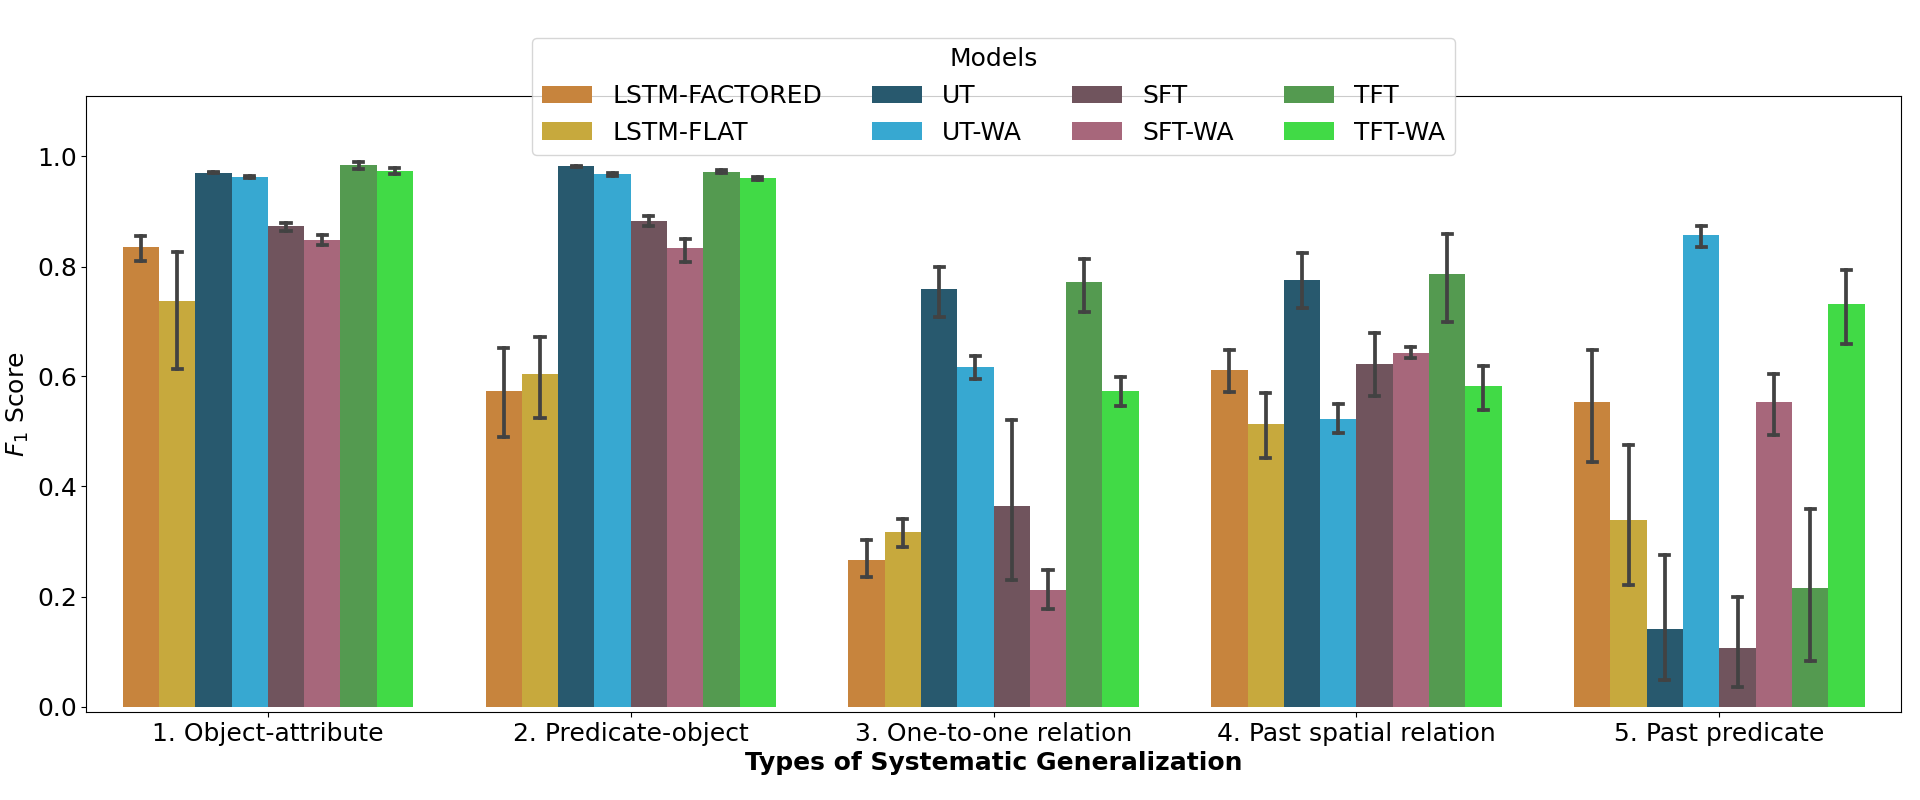 Models
LSTM-FACTORED UT SFT TFT
LSTM-FLAT UT-WA SFT-WA TFT-WA
F1 Score
1.0
0.8
0.6
0.4
0.2
0.0
1. Object-attribute 2. Predicate-object 3. One-to-one relation 4. Past spatial relation 5. Past predicate
Types of Systematic Generalization